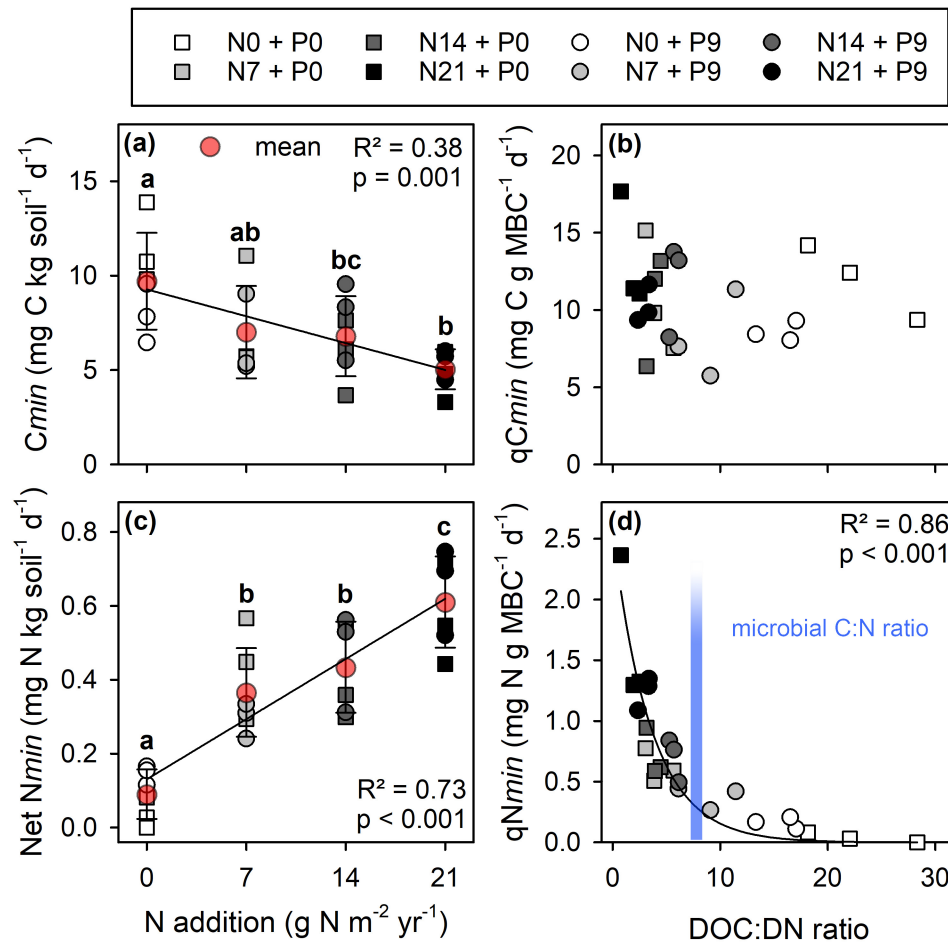 N0 + P0 N14 + P0 N0 + P9 N14 + P9
N7 + P0 N21 + P0 N7 + P9 N21 + P9
(a) mean R² = 0.38
p = 0.001
a
ab
bc
b
15
10
5
0
Cmin (mg C kg soil⁻¹ d⁻¹)
(b)
20
15
10
5
0
qCmin (mg C g MBC⁻¹ d⁻¹)
(c)
a
b
b
c
R² = 0.73
p < 0.001
0.8
0.6
0.4
0.2
0.0
Net Nmin (mg N kg soil⁻¹ d⁻¹)
0 7 14 21
N addition (g N m⁻² yr⁻¹)
(d) R² = 0.86
p < 0.001
microbial C:N ratio
2.5
2.0
1.5
1.0
0.5
0.0
qNmin (mg N g MBC⁻¹ d⁻¹)
0 10 20 30
DOC:DN ratio